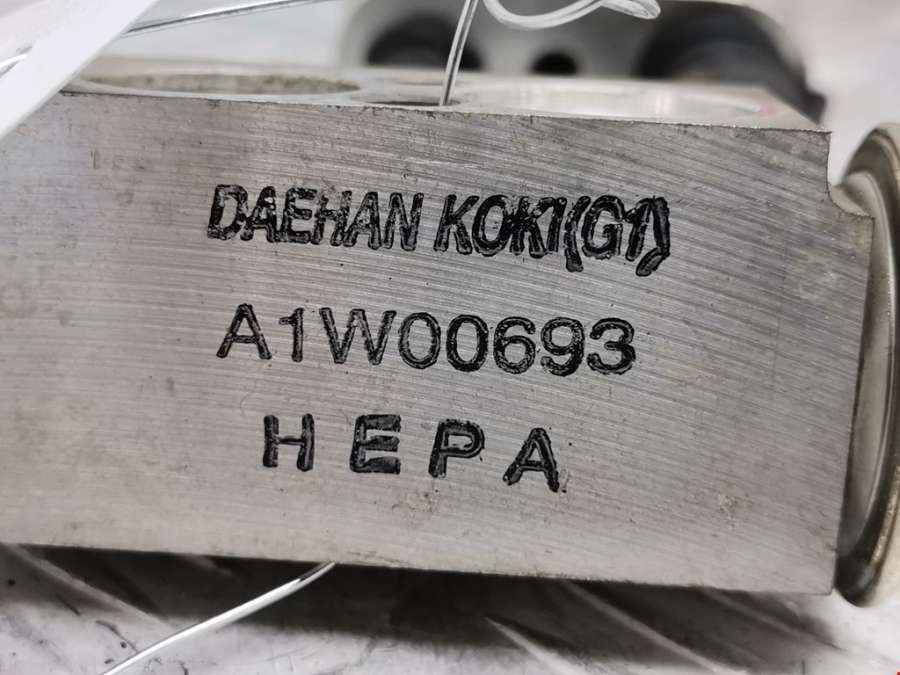 DAEHAN KOKI(G1)
A1W00693
HEPA